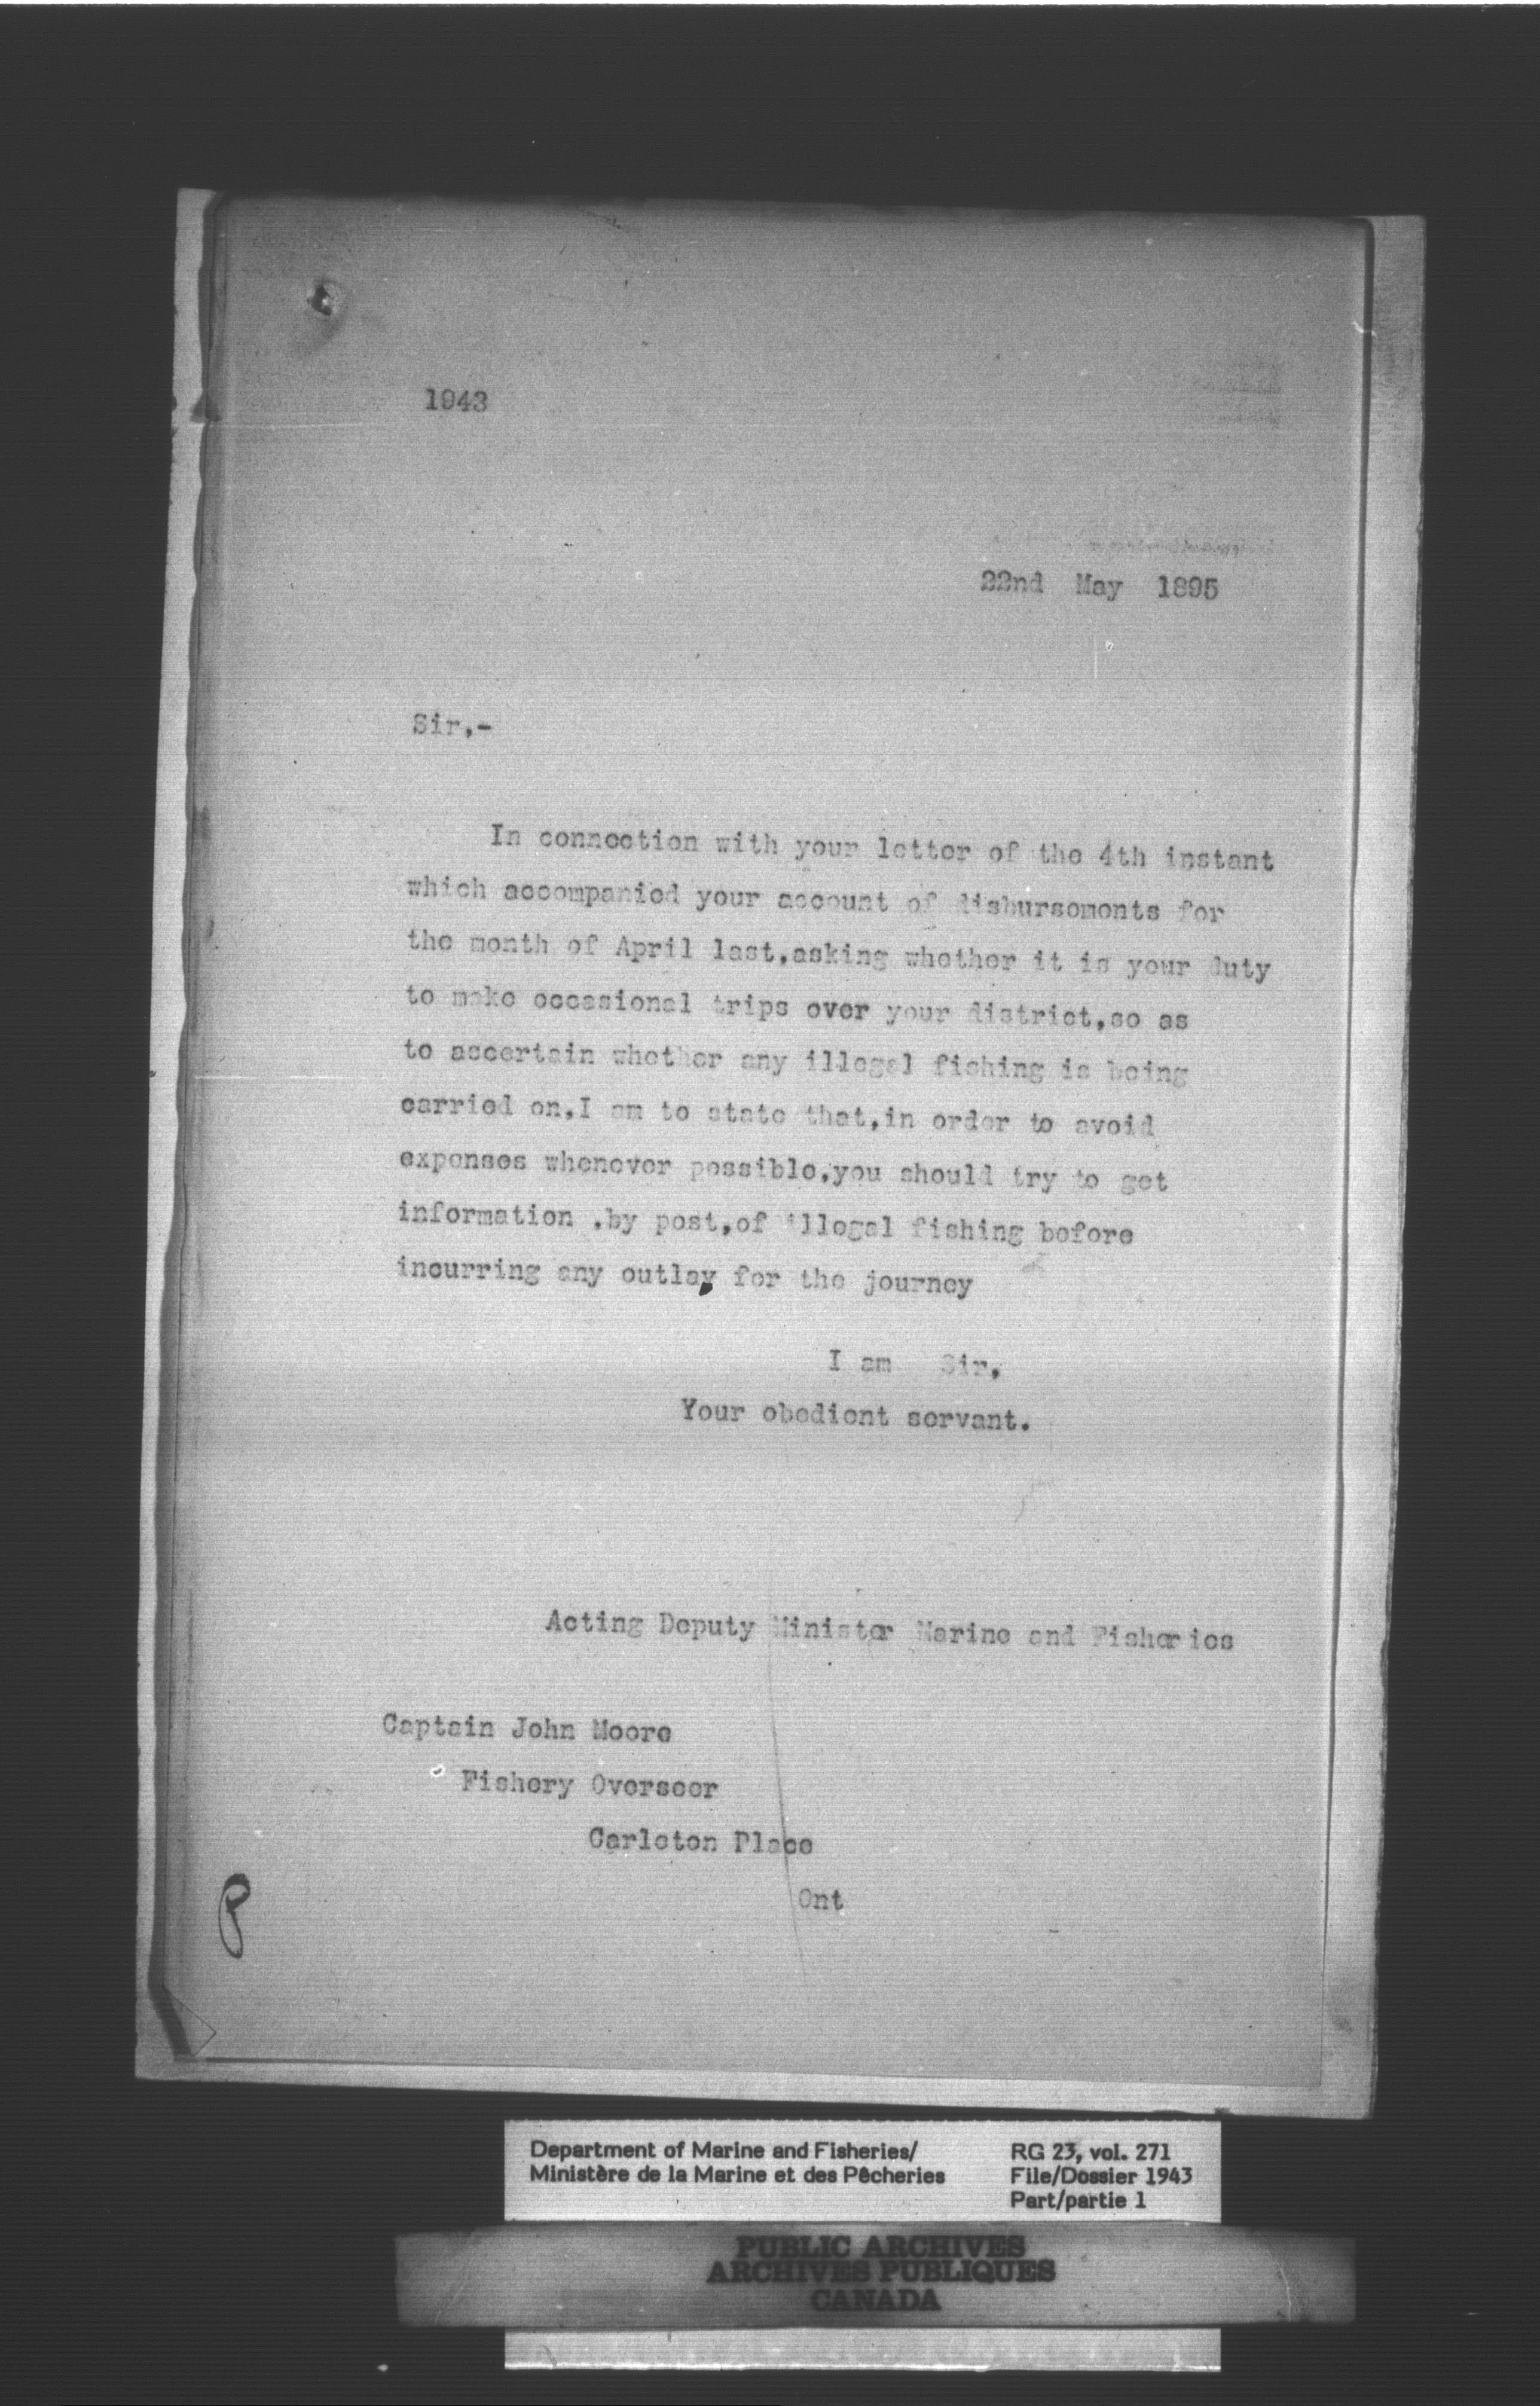 1943
22nd May 1895
Sir,-
In connection with your letter of the 4th instant
which accompanied your account of disbursements for
the month of April last,asking whether it is your duty
to make occasional trips over your district,so as
to ascertain whether any illegal fishing is being
carried on,I am to state that,in order to avoid
expenses whenever possible,you should try to get
information ,by post,of illegal fishing before
incurring any outlay for the journey
I am Sir,
Your obedient servant.
Acting Deputy Minister Marine and Fisheries
Captain John Moore
Fishery Overseer
Carleton Place
Ont
P
Department of Marine and Fisheries/
Ministère de la Marine et des Pêcheries
RG 23, vol. 271
File/Dossier 1943
Part/partie 1
PUBLIC ARCHIVES
ARCHIVES PUBLIQUES
CANADA